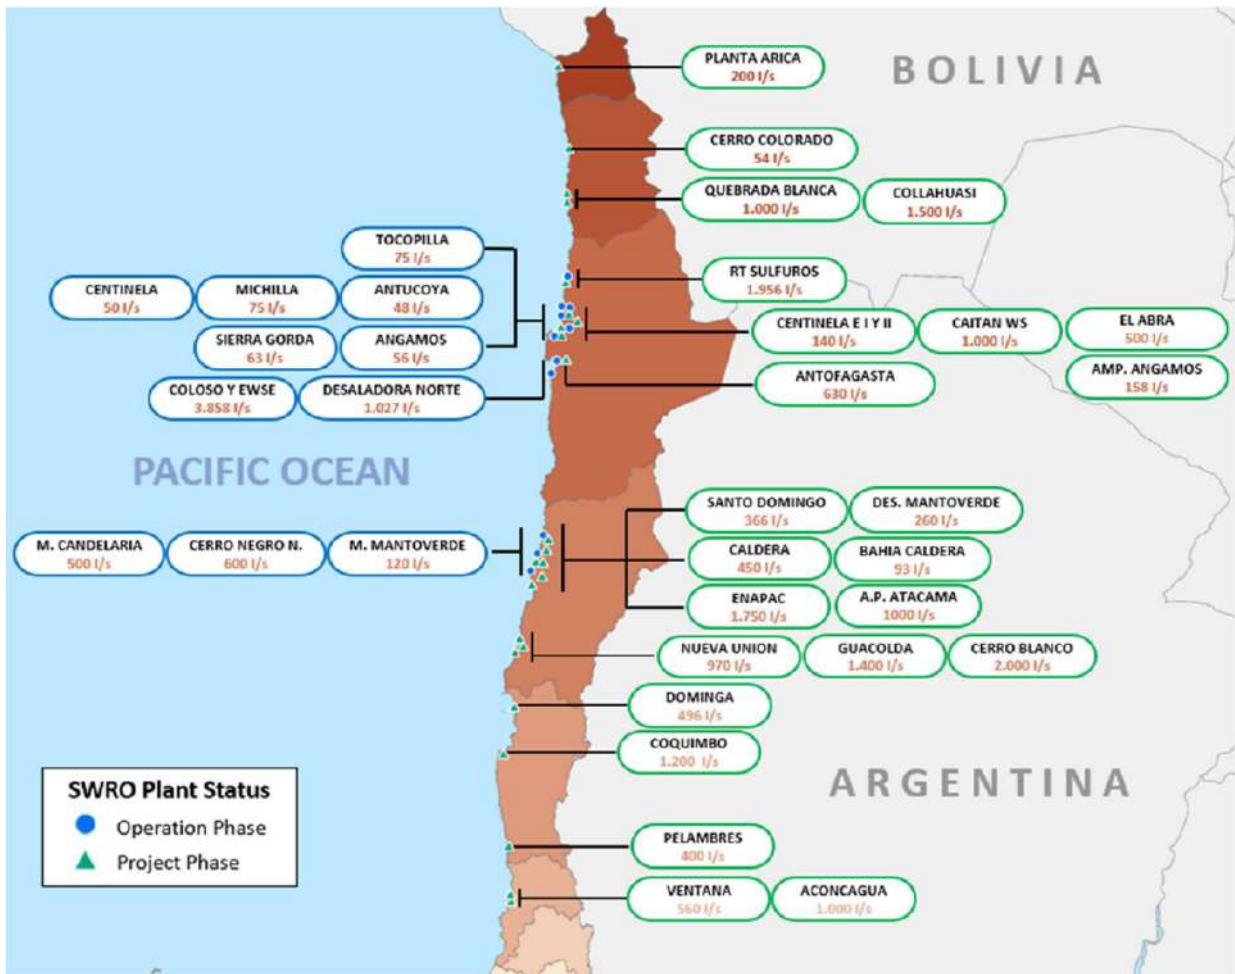 BOLIVIA
PLANTA ARICA
200 l/s
CERRO COLORADO
54 l/s
QUEBRADA BLANCA
1.000 l/s
COLLAHUASI
1.500 l/s
TOCOPILLA
75 l/s
RT SULFUROS
1.956 l/s
CENTINELA
50 l/s
MICHILLA
75 l/s
ANTUCOYA
48 l/s
SIERRA GORDA
63 l/s
ANGAMOS
56 l/s
CENTINELA E I Y II
140 l/s
CAITAN WS
1.000 l/s
EL ABRA
500 l/s
AMP. ANGAMOS
158 l/s
COLOSO Y EWSE
3.858 l/s
DESALADORA NORTE
1.027 l/s
ANTOFAGASTA
630 l/s
PACIFIC OCEAN
SANTO DOMINGO
366 l/s
DES. MANTOVERDE
260 l/s
M. CANDELARIA
500 l/s
CERRO NEGRO N.
600 l/s
M. MANTOVERDE
120 l/s
CALDERA
450 l/s
BAHIA CALDERA
93 l/s
ENAPAC
1.750 l/s
A.P. ATACAMA
1000 l/s
NUEVA UNION
970 l/s
GUACOLDA
1.400 l/s
CERRO BLANCO
2.000 l/s
DOMINGA
496 l/s
COQUIMBO
1.200 l/s
ARGENTINA
SWRO Plant Status
Operation Phase
Project Phase
PELAMBRES
400 l/s
VENTANA
560 l/s
ACONCAGUA
1.000 l/s